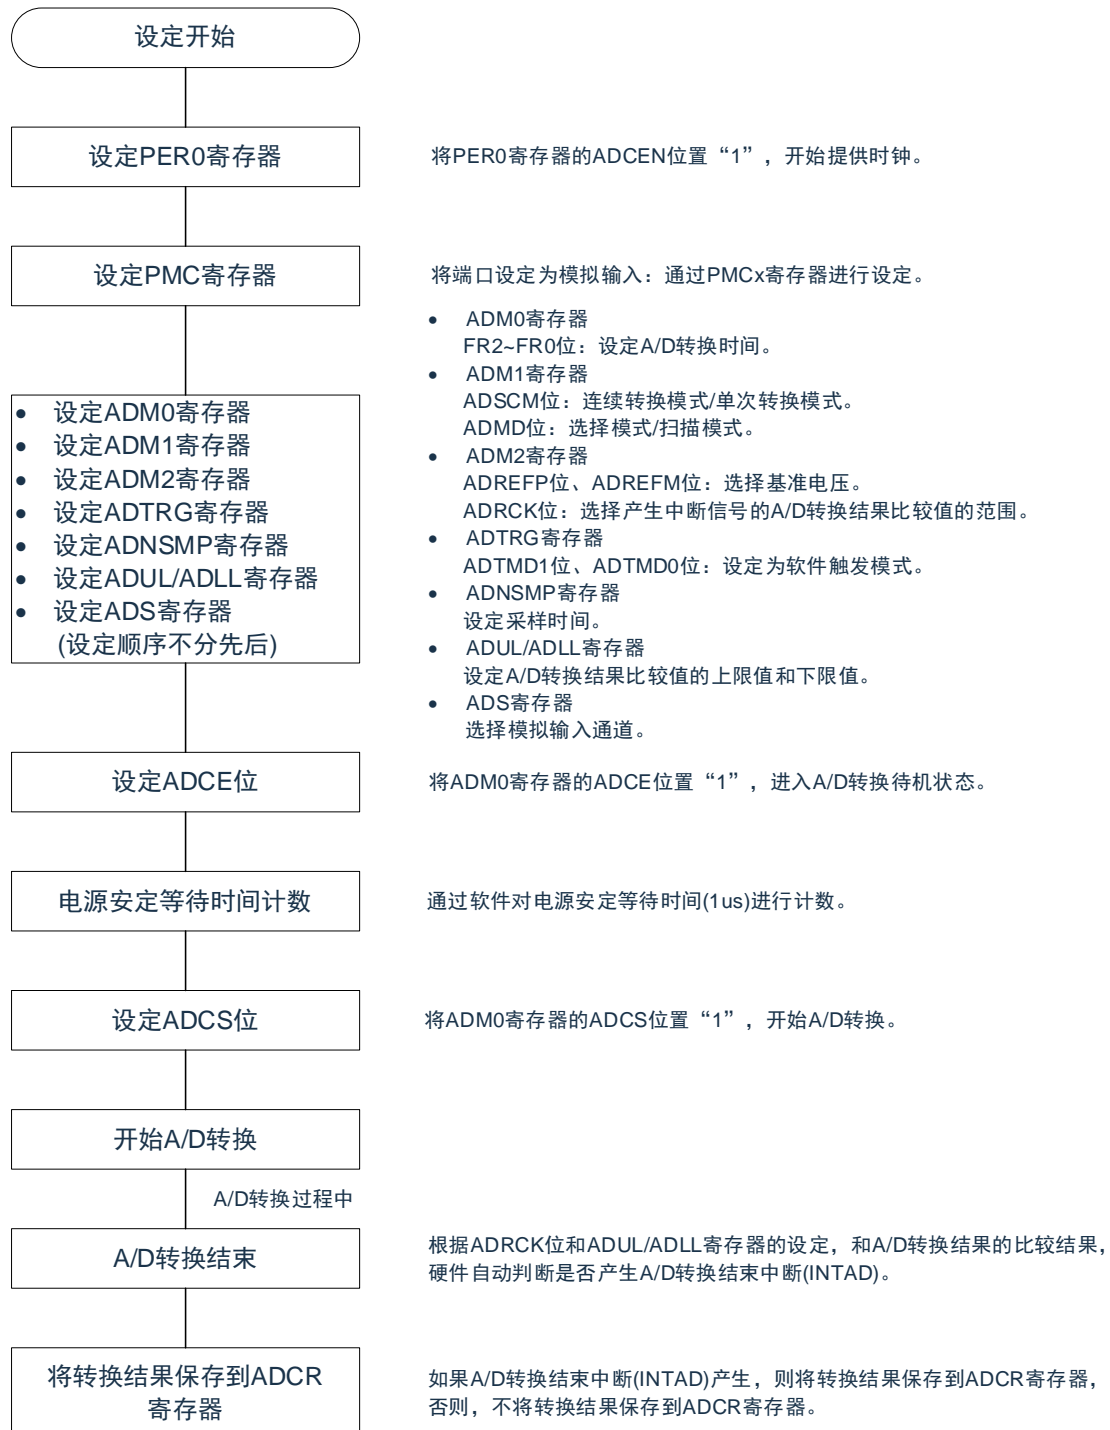 设定开始
设定PER0寄存器
将PER0寄存器的ADCEN位置“1”，开始提供时钟。
设定PMC寄存器
将端口设定为模拟输入：通过PMCx寄存器进行设定。
• 设定ADM0寄存器
• 设定ADM1寄存器
• 设定ADM2寄存器
• 设定ADTRG寄存器
• 设定ADNSMP寄存器
• 设定ADUL/ADLL寄存器
• 设定ADS寄存器
(设定顺序不分先后)
• ADM0寄存器
FR2~FR0位：设定A/D转换时间。
• ADM1寄存器
ADSCM位：连续转换模式/单次转换模式。
ADMD位：选择模式/扫描模式。
• ADM2寄存器
ADREFP位、ADREFM位：选择基准电压。
ADRCK位：选择产生中断信号的A/D转换结果比较值的范围。
• ADTRG寄存器
ADTMD1位、ADTMD0位：设定为软件触发模式。
• ADNSMP寄存器
设定采样时间。
• ADUL/ADLL寄存器
设定A/D转换结果比较值的上限值和下限值。
• ADS寄存器
选择模拟输入通道。
设定ADCE位
将ADM0寄存器的ADCE位置“1”，进入A/D转换待机状态。
电源安定等待时间计数
通过软件对电源安定等待时间(1us)进行计数。
设定ADCS位
将ADM0寄存器的ADCS位置“1”，开始A/D转换。
开始A/D转换
A/D转换过程中
A/D转换结束
根据ADRCK位和ADUL/ADLL寄存器的设定，和A/D转换结果的比较结果，
硬件自动判断是否产生A/D转换结束中断(INTAD)。
将转换结果保存到ADCR
寄存器
如果A/D转换结束中断(INTAD)产生，则将转换结果保存到ADCR寄存器，
否则，不将转换结果保存到ADCR寄存器。